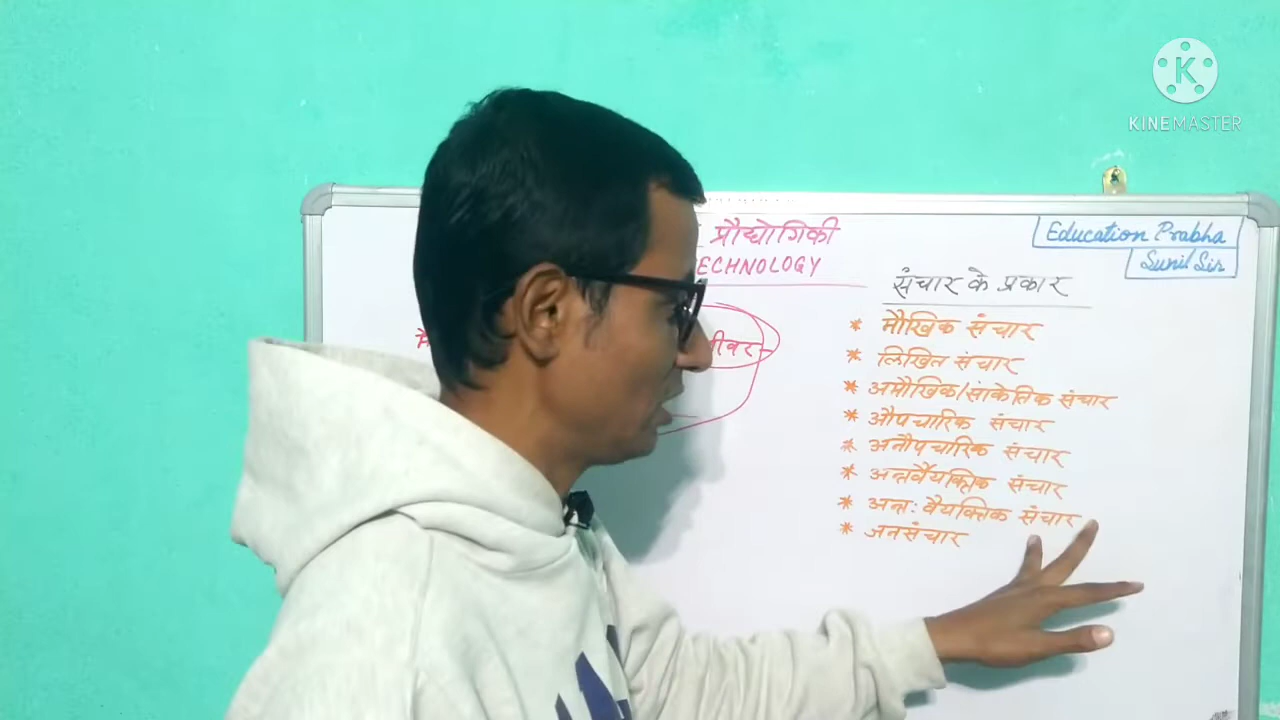 KINEMASTER
प्रौद्योगिकी
ECHNOLOGY
Education Prabha
Sunil Sir
संचार के प्रकार
* मौखिक संचार
* लिखित संचार
* अमौखिक/सांकेतिक संचार
* औपचारिक संचार
* अनौपचारिक संचार
* अन्तर्वैयक्तिक संचार
* अन्तः वैयक्तिक संचार
* जनसंचार